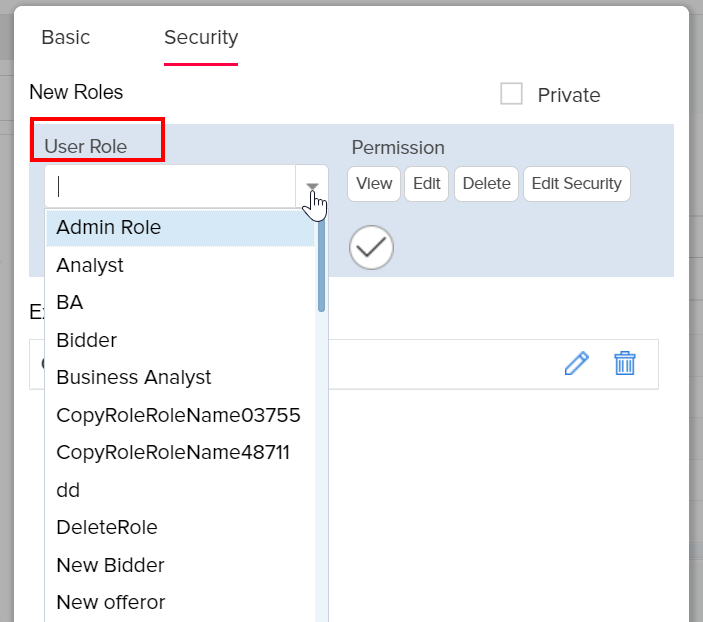 Basic Security
New Roles
Private
User Role
Permission
View Edit Delete Edit Security
Admin Role
Analyst
BA
Bidder
Business Analyst
CopyRoleRoleName03755
CopyRoleRoleName48711
dd
DeleteRole
New Bidder
New offeror